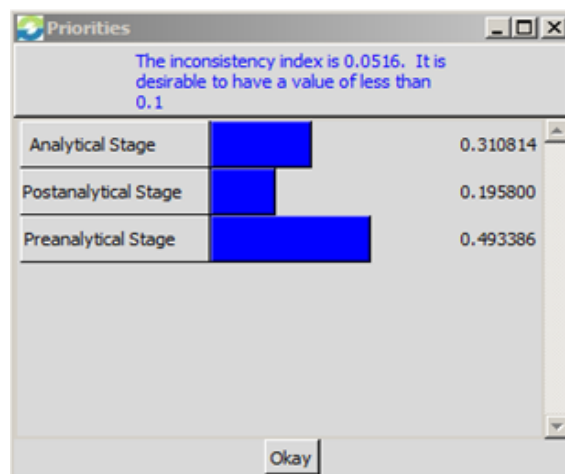 Priorities
The inconsistency index is 0.0516. It is
desirable to have a value of less than
0.1
Analytical Stage 0.310814
Postanalytical Stage 0.195800
Preanalytical Stage 0.493386
Okay